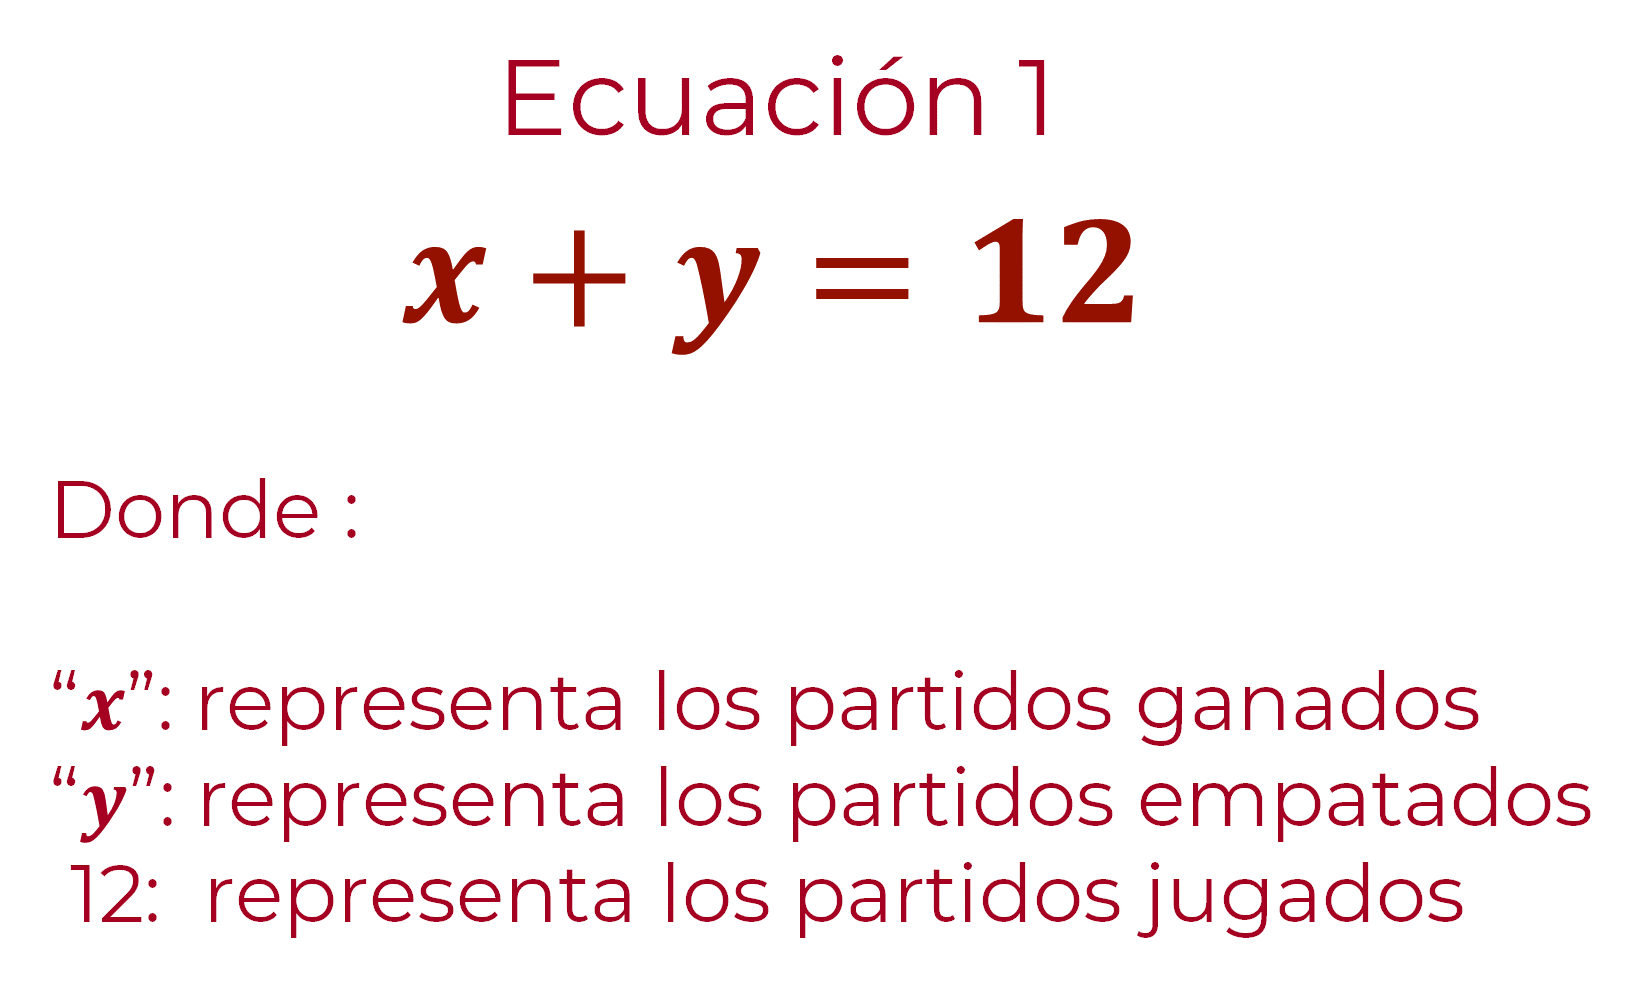 Ecuación 1
x + y = 12
Donde :
“x”: representa los partidos ganados
“y”: representa los partidos empatados
12: representa los partidos jugados